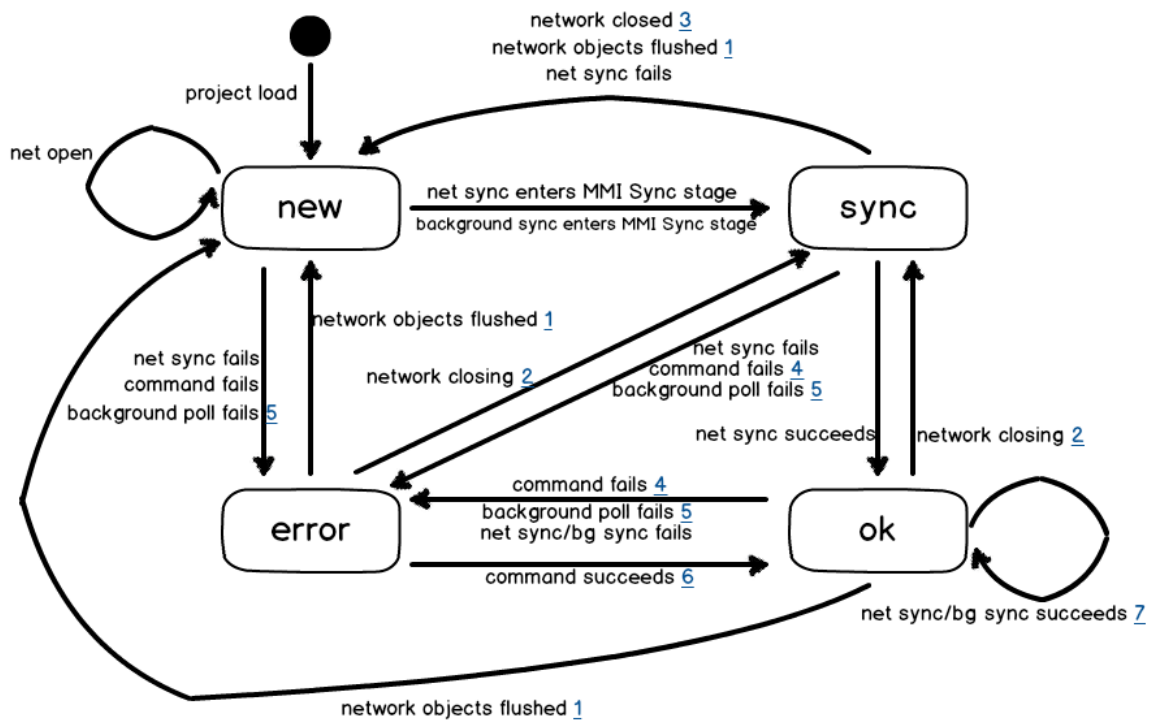 network closed 3
network objects flushed 1
net sync fails
project load
net open
new
net sync enters MMI Sync stage
background sync enters MMI Sync stage
sync
network objects flushed 1
net sync fails
command fails
background poll fails 5
network closing 2
net sync fails
command fails 4
background poll fails 5
net sync succeeds
network closing 2
error
command fails 4
background poll fails 5
net sync/bg sync fails
command succeeds 6
ok
net sync/bg sync succeeds 7
network objects flushed 1